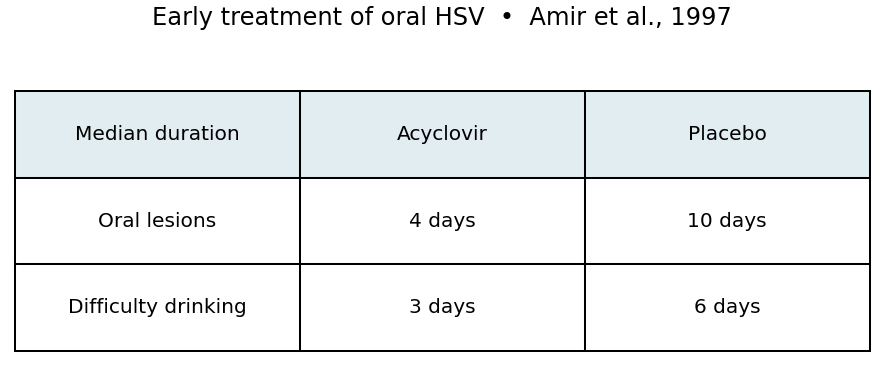 Early treatment of oral HSV • Amir et al., 1997
Median duration Acyclovir Placebo
Oral lesions 4 days 10 days
Difficulty drinking 3 days 6 days